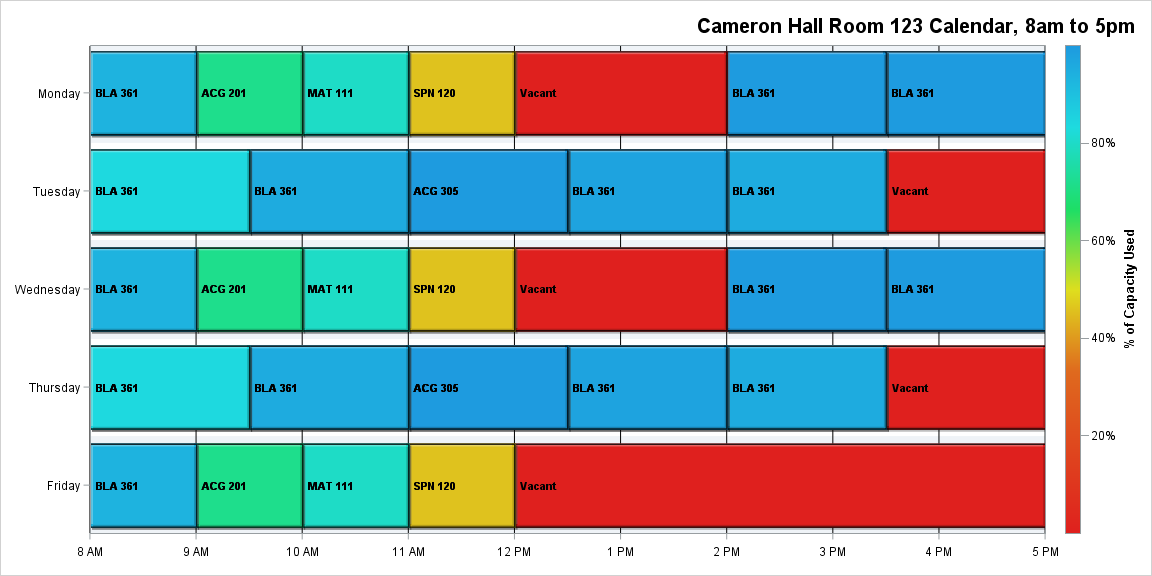 Cameron Hall Room 123 Calendar, 8am to 5pm
Monday
BLA 361
ACG 201
MAT 111
SPN 120
Vacant
BLA 361
BLA 361
Tuesday
BLA 361
BLA 361
ACG 305
BLA 361
BLA 361
Vacant
Wednesday
BLA 361
ACG 201
MAT 111
SPN 120
Vacant
BLA 361
BLA 361
Thursday
BLA 361
BLA 361
ACG 305
BLA 361
BLA 361
Vacant
Friday
BLA 361
ACG 201
MAT 111
SPN 120
Vacant
8 AM
9 AM
10 AM
11 AM
12 PM
1 PM
2 PM
3 PM
4 PM
5 PM
80%
60%
40%
20%
% of Capacity Used